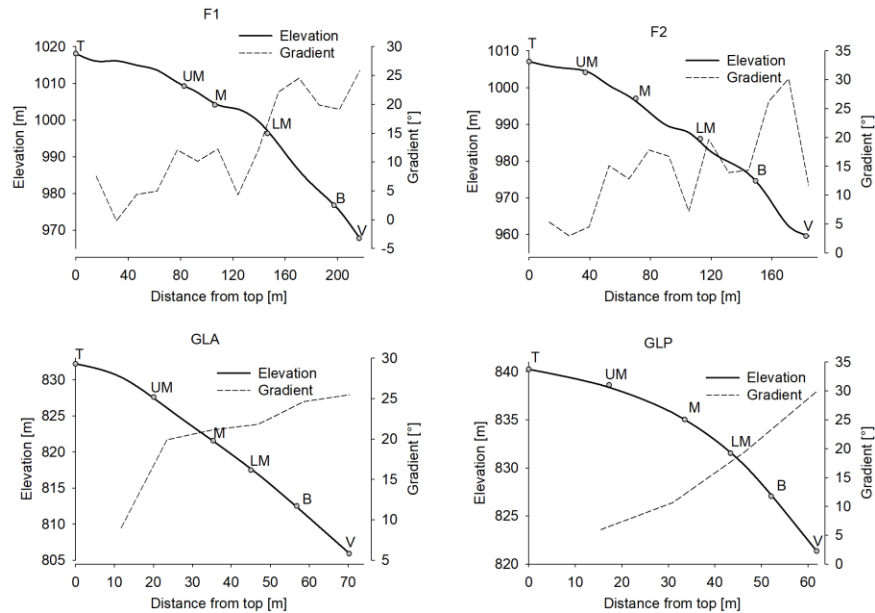 F1
1020
1010
1000
990
980
970
30
25
20
15
10
5
0
-5
0 40 80 120 160 200
Elevation [m]
Gradient [°]
Distance from top [m]
Elevation
Gradient
T
UM
M
LM
B
V
F2
1010
1000
990
980
970
960
35
30
25
20
15
10
5
0
0 40 80 120 160
Elevation [m]
Gradient [°]
Distance from top [m]
Elevation
Gradient
T
UM
M
LM
B
V
GLA
830
825
820
815
810
805
30
25
20
15
10
5
0 10 20 30 40 50 60 70
Elevation [m]
Gradient [°]
Distance from top [m]
Elevation
Gradient
T
UM
M
LM
B
V
GLP
840
835
830
825
820
35
30
25
20
15
10
5
0
0 10 20 30 40 50 60
Elevation [m]
Gradient [°]
Distance from top [m]
Elevation
Gradient
T
UM
M
LM
B
V